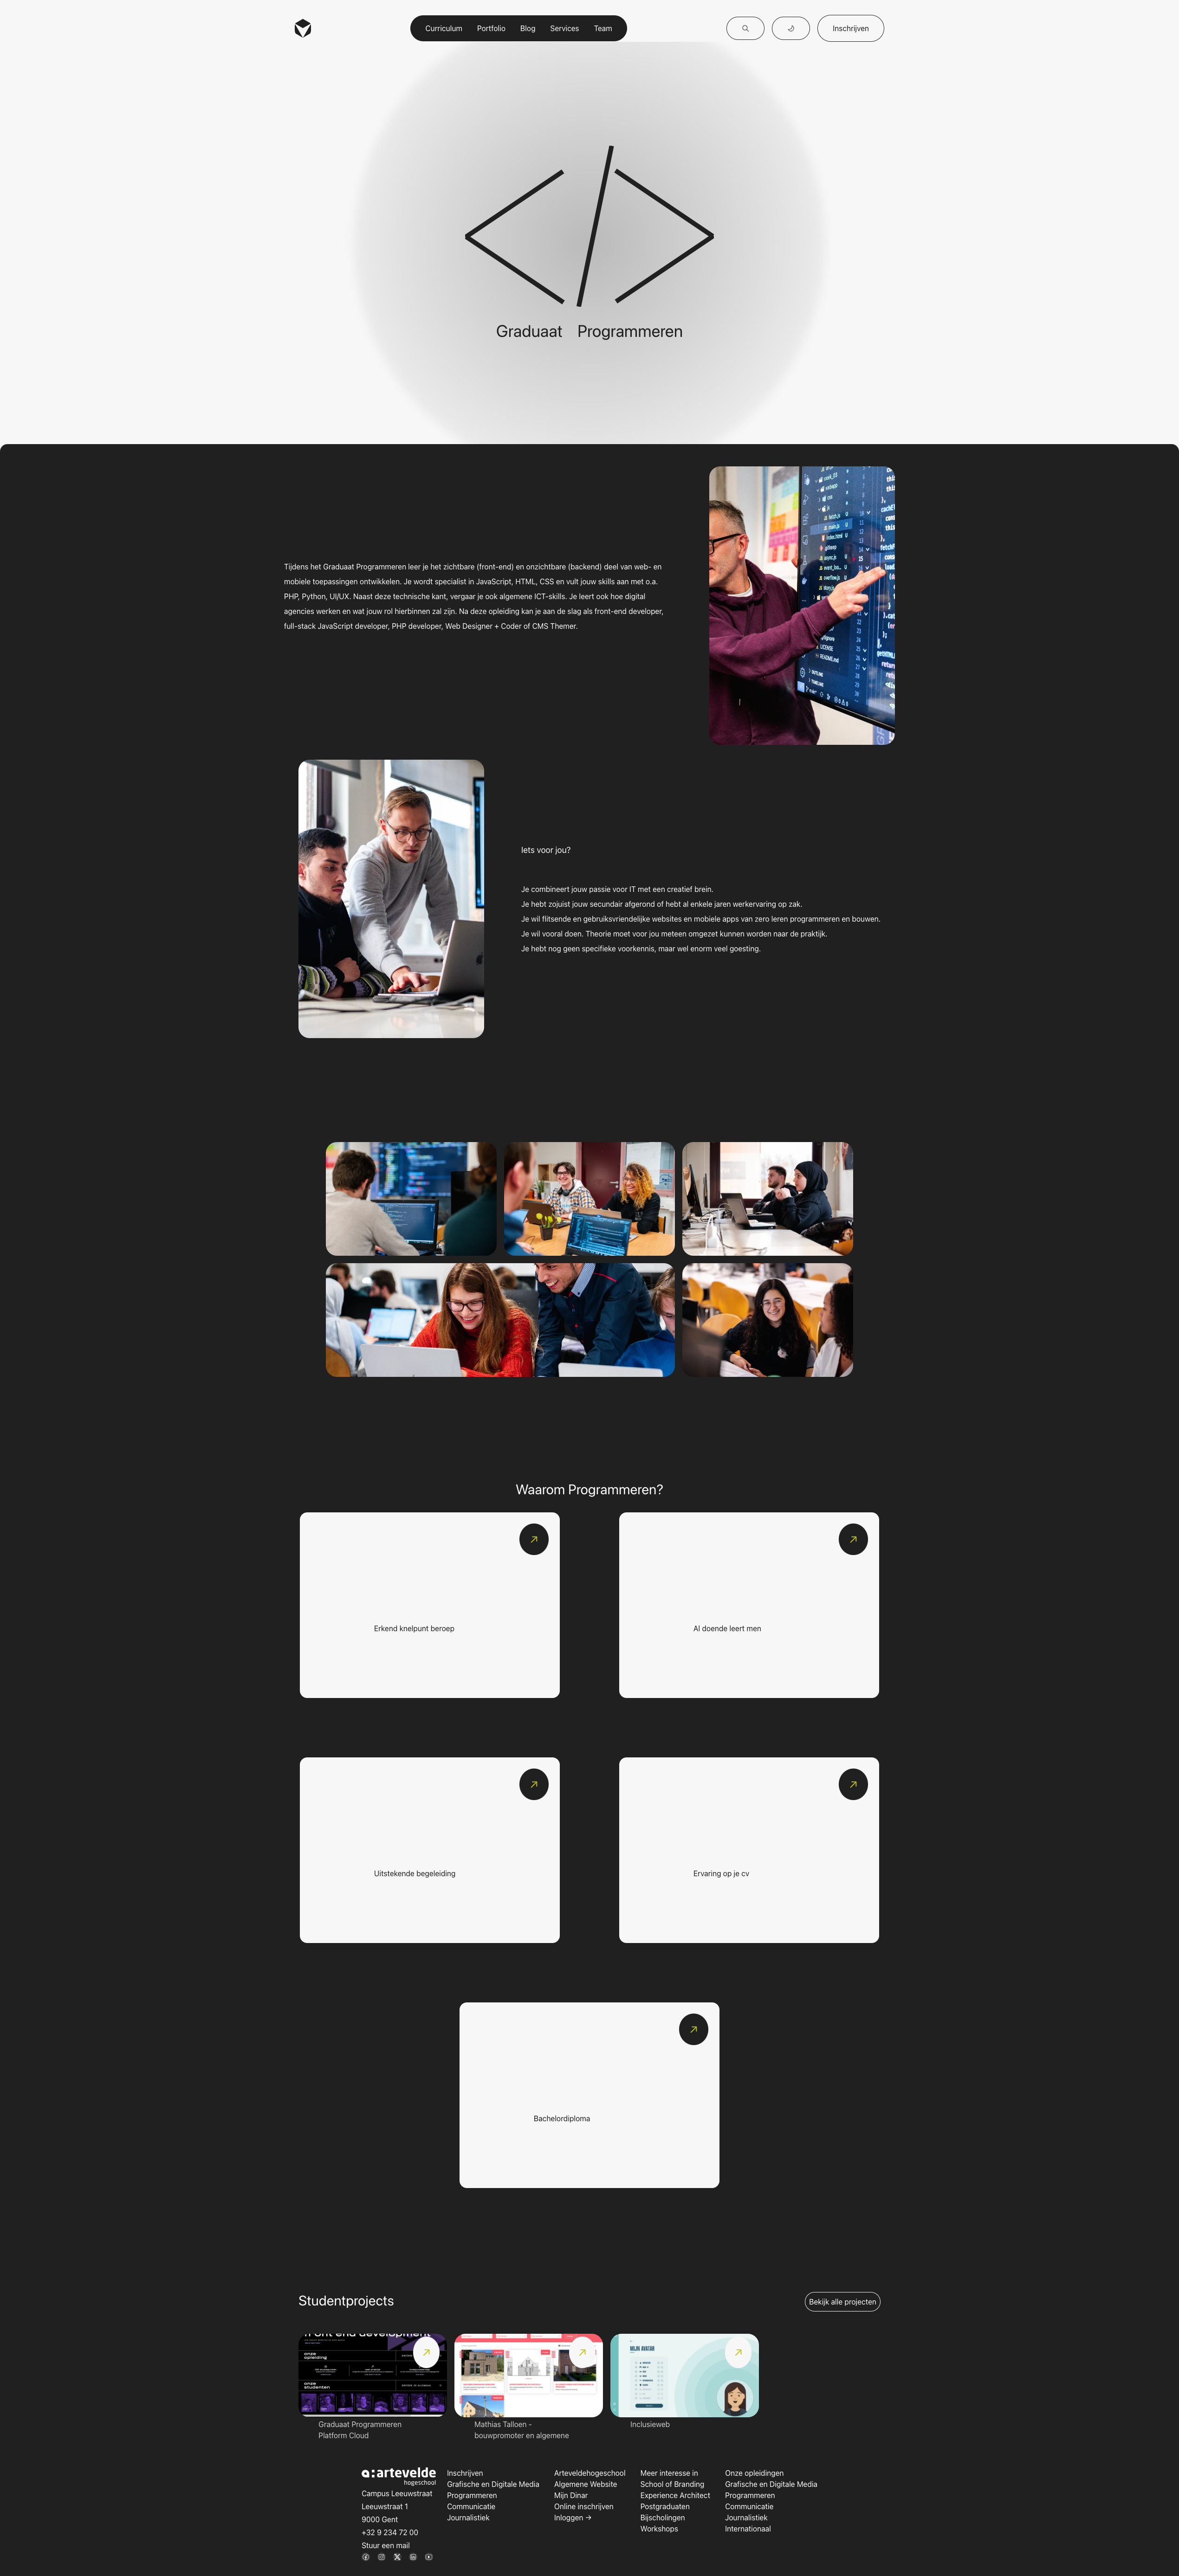 Curriculum Portfolio Blog Services Team Inschrijven
Graduaat Programmeren
Tijdens het Graduaat Programmeren leer je het zichtbare (front-end) en onzichtbare (backend) deel van web- en
mobiele toepassingen ontwikkelen. Je wordt specialist in JavaScript, HTML, CSS en vult jouw skills aan met o.a.
PHP, Python, UI/UX. Naast deze technische kant, vergaar je ook algemene ICT-skills. Je leert ook hoe digital
agencies werken en wat jouw rol hierbinnen zal zijn. Na deze opleiding kan je aan de slag als front-end developer,
full-stack JavaScript developer, PHP developer, Web Designer + Coder of CMS Themer.
Iets voor jou?
Je combineert jouw passie voor IT met een creatief brein.
Je hebt zojuist jouw secundair afgerond of hebt al enkele jaren werkervaring op zak.
Je wil flitsende en gebruiksvriendelijke websites en mobiele apps van zero leren programmeren en bouwen.
Je wil vooral doen. Theorie moet voor jou meteen omgezet kunnen worden naar de praktijk.
Je hebt nog geen specifieke voorkennis, maar wel enorm veel goesting.
Waarom Programmeren?
Erkend knelpunt beroep
Al doende leert men
Uitstekende begeleiding
Ervaring op je cv
Bachelordiploma
Studentprojects
Bekijk alle projecten
onze
opleiding
onze
studenten
MIJN AVATAR
Graduaat Programmeren
Platform Cloud
Mathias Talloen -
bouwpromoter en algemene
Inclusieweb
a:artevelde
hogeschool
Campus Leeuwstraat
Leeuwstraat 1
9000 Gent
+32 9 234 72 00
Stuur een mail
Inschrijven
Grafische en Digitale Media
Programmeren
Communicatie
Journalistiek
Arteveldehogeschool
Algemene Website
Mijn Dinar
Online inschrijven
Inloggen →
Meer interesse in
School of Branding
Experience Architect
Postgraduaten
Bijscholingen
Workshops
Onze opleidingen
Grafische en Digitale Media
Programmeren
Communicatie
Journalistiek
Internationaal